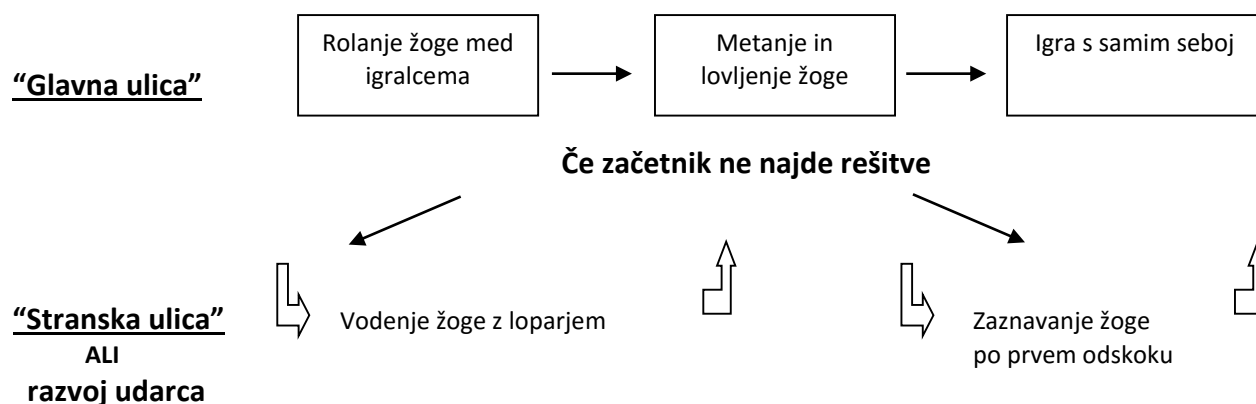 Rolanje žoge med
igralcema
Metanje in
lovljenje žoge
Igra s samim seboj
“Glavna ulica”
Če začetnik ne najde rešitve
“Stranska ulica”
ALI
razvoj udarca
Vodenje žoge z loparjem
Zaznavanje žoge
po prvem odskoku